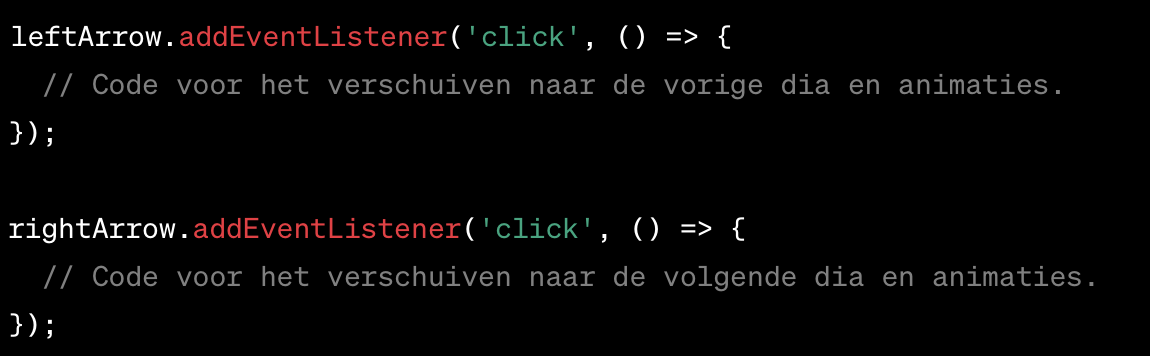 leftArrow.addEventListener('click', () => {
  // Code voor het verschuiven naar de vorige dia en animaties.
});

rightArrow.addEventListener('click', () => {
  // Code voor het verschuiven naar de volgende dia en animaties.
});